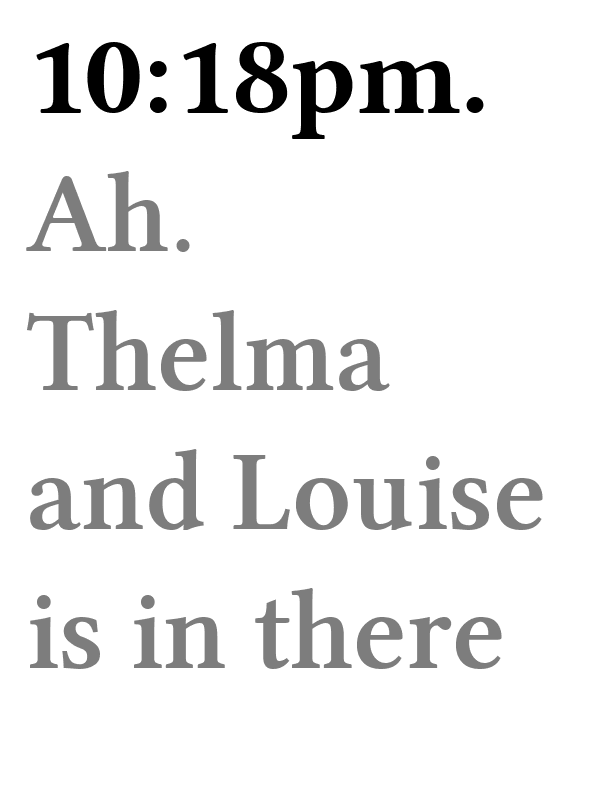 10:18pm.
Ah.
Thelma
and Louise
is in there